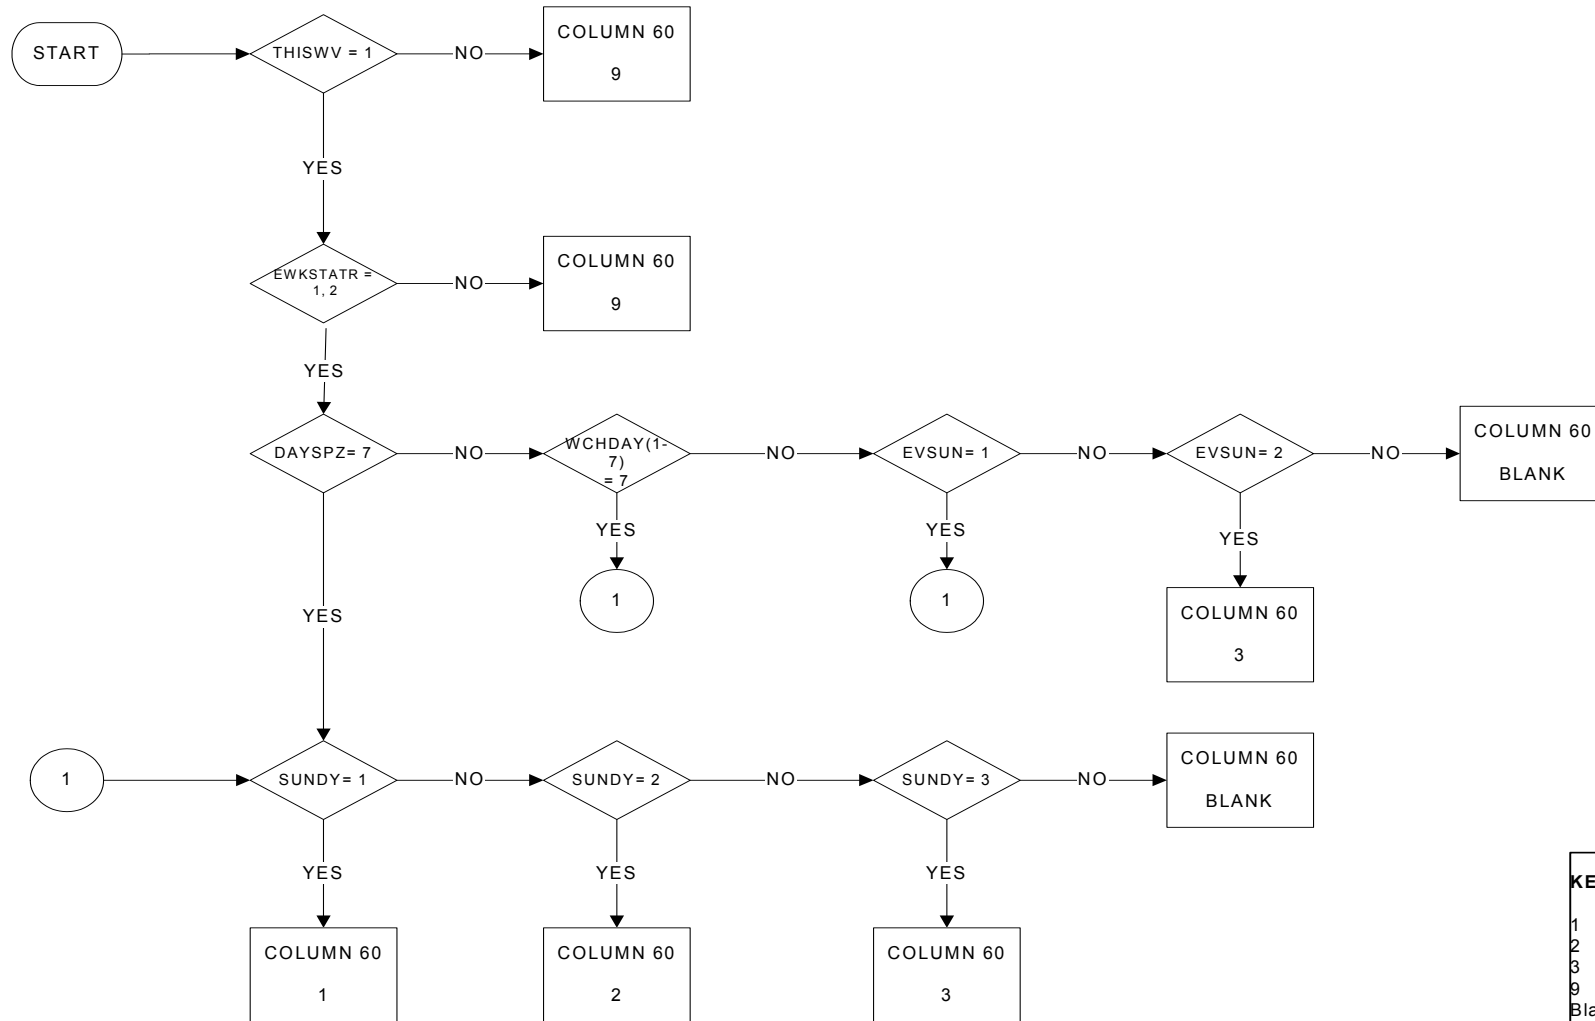 START
THISWV = 1
NO
COLUMN 60
9
YES
EWKSTATR =
1, 2
NO
COLUMN 60
9
YES
DAYSPZ= 7
NO
WCHDAY(1-
7)
= 7
NO
EVSUN= 1
NO
EVSUN= 2
NO
COLUMN 60
BLANK
YES
1
YES
1
YES
COLUMN 60
3
YES
1
SUNDY= 1
NO
SUNDY= 2
NO
SUNDY= 3
NO
COLUMN 60
BLANK
YES
COLUMN 60
1
YES
COLUMN 60
2
YES
COLUMN 60
3
1
2
3
9